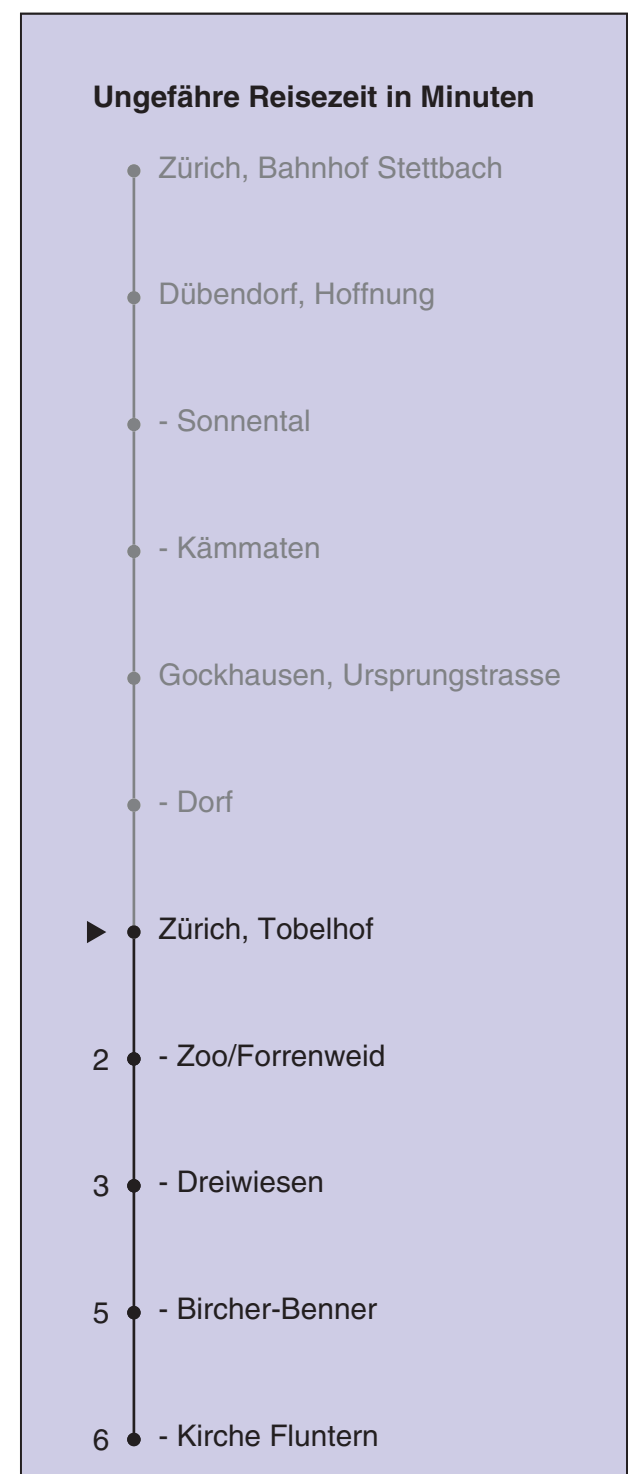 Ungefähre Reisezeit in Minuten
Zürich, Bahnhof Stettbach
Dübendorf, Hoffnung
- Sonnental
- Kämmaten
Gockhausen, Ursprungstrasse
- Dorf
Zürich, Tobelhof
2 - Zoo/Forrenweid
3 - Dreiwiesen
5 - Bircher-Benner
6 - Kirche Fluntern